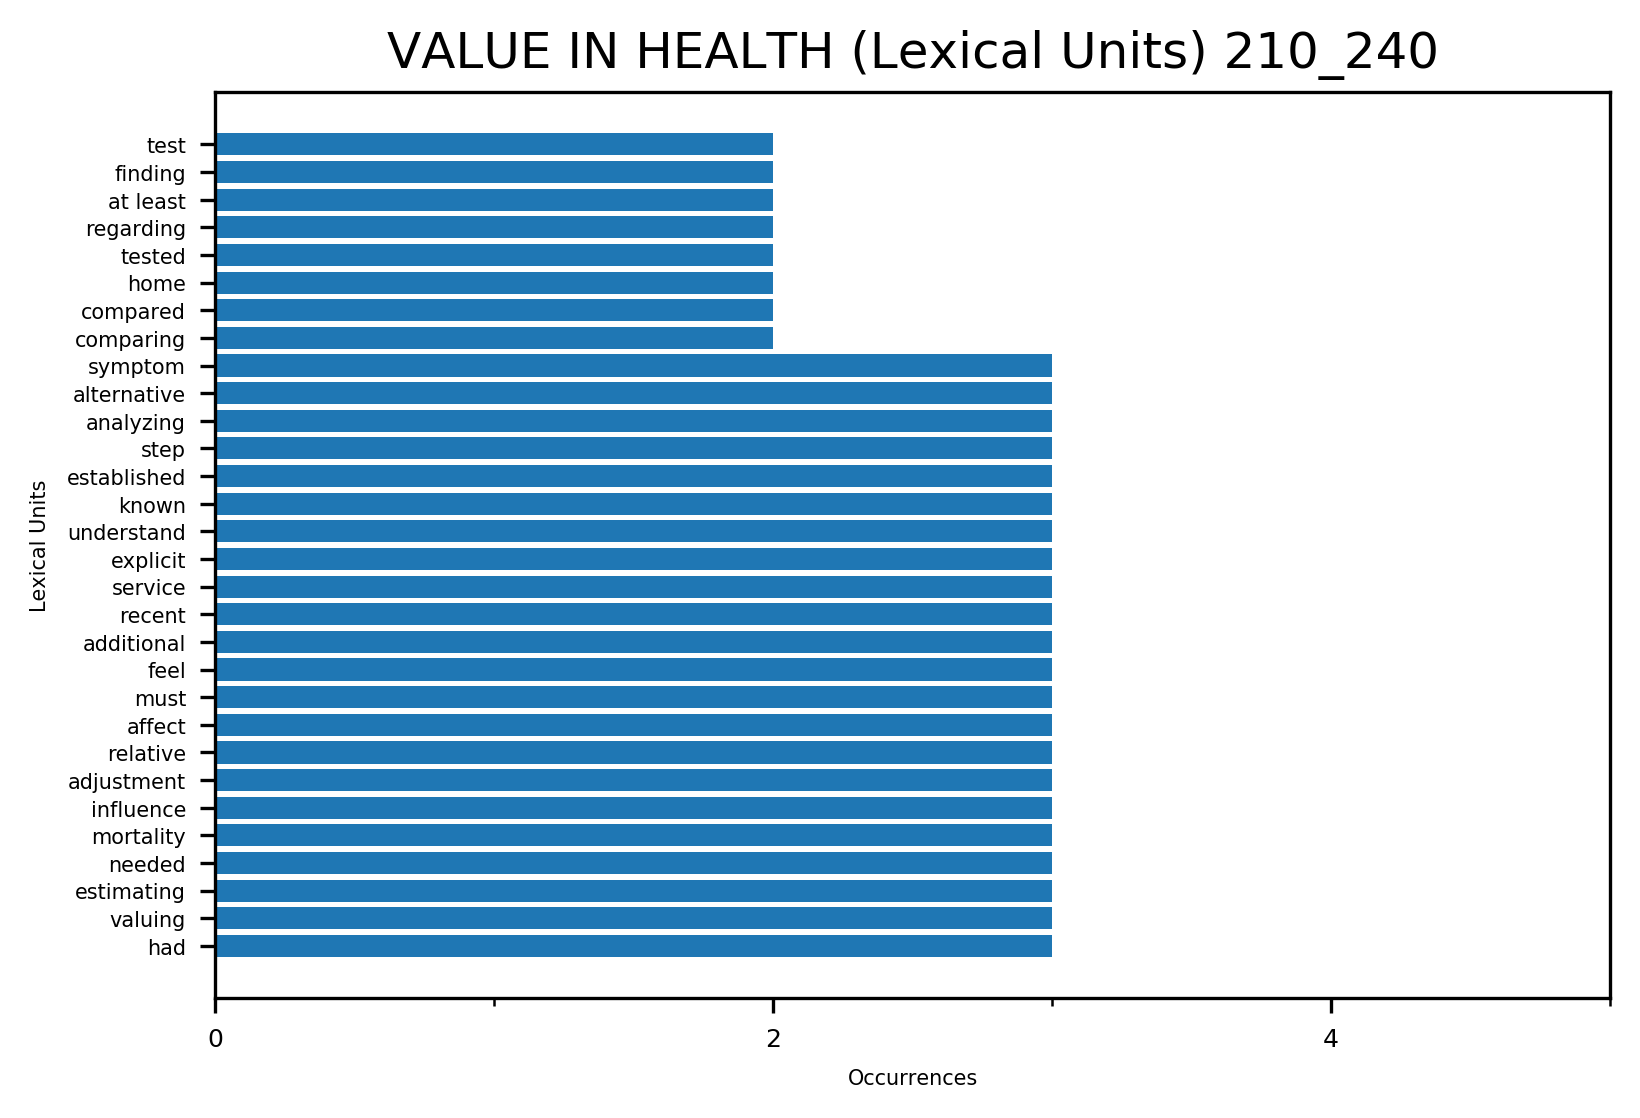 VALUE IN HEALTH (Lexical Units) 210_240
test
finding
at least
regarding
tested
home
compared
comparing
symptom
alternative
analyzing
step
established
known
understand
explicit
service
recent
additional
feel
must
affect
relative
adjustment
influence
mortality
needed
estimating
valuing
had
Lexical Units
0 2 4
Occurrences